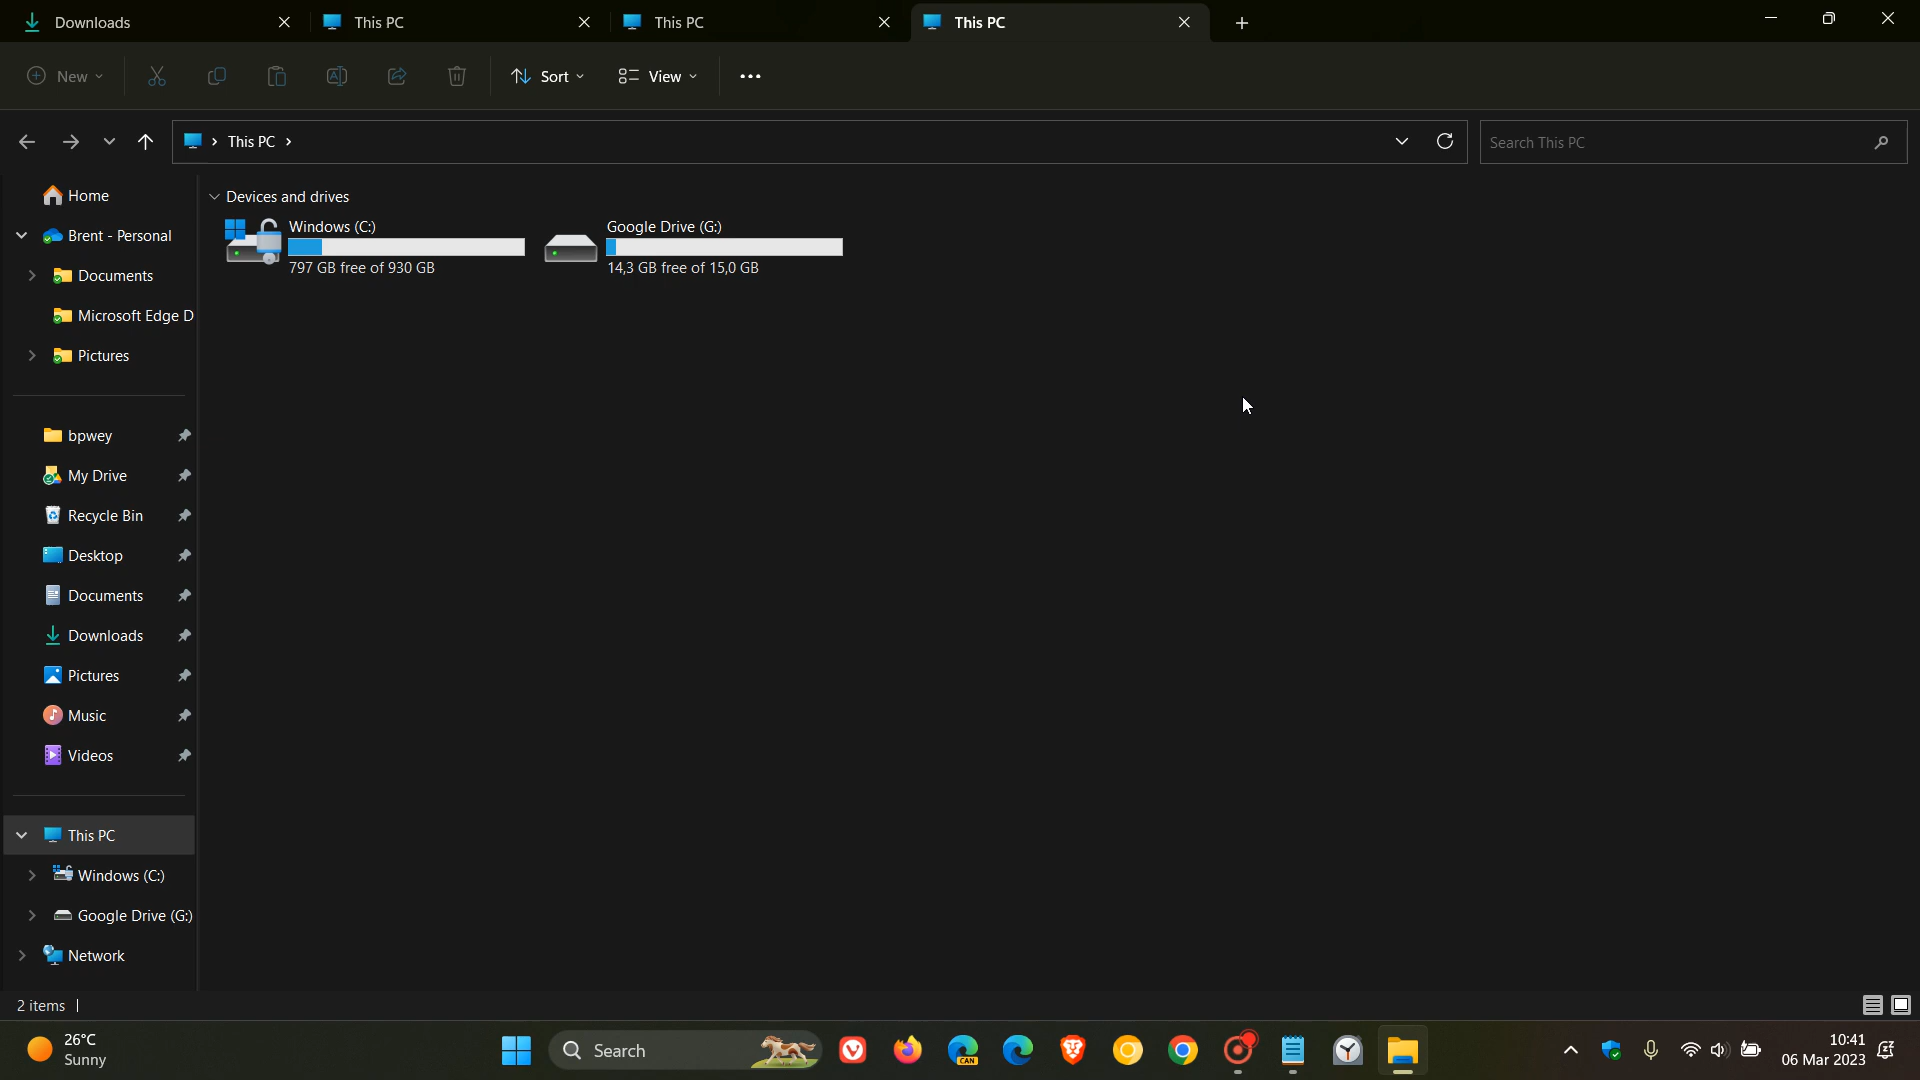 Downloads
This PC
This PC
This PC
New
Sort
View
This PC
Search This PC
Home
Brent - Personal
Documents
Microsoft Edge D
Pictures
bpwey
My Drive
Recycle Bin
Desktop
Documents
Downloads
Pictures
Music
Videos
This PC
Windows (C:)
Google Drive (G:)
Network
Devices and drives
Windows (C:)
797 GB free of 930 GB
Google Drive (G:)
14,3 GB free of 15,0 GB
2 items
26°C
Sunny
Search
CAN
10:41
06 Mar 2023